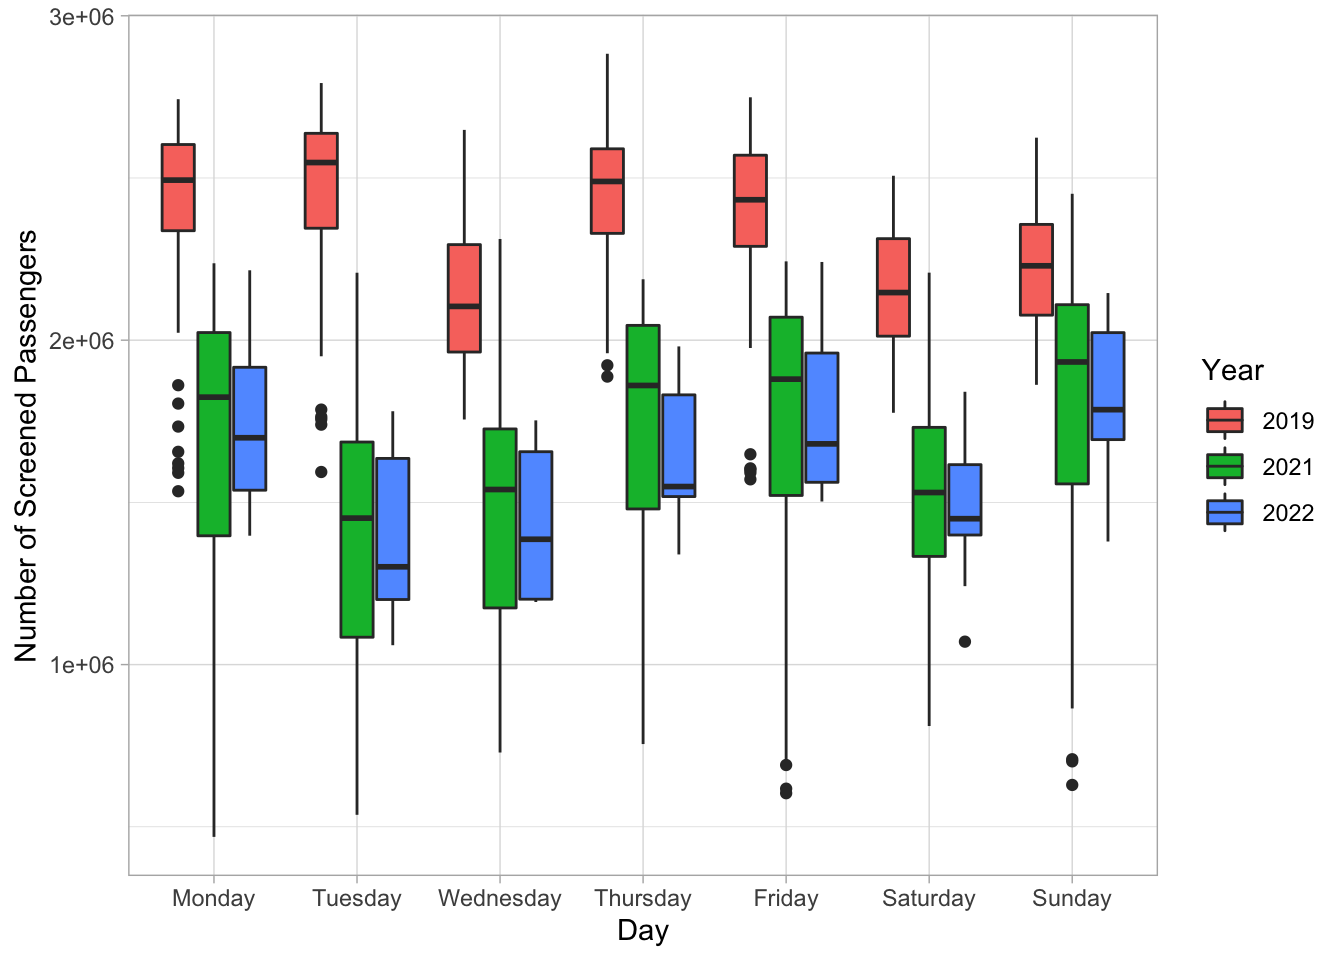 Number of Screened Passengers
3e+06
2e+06
1e+06
Monday Tuesday Wednesday Thursday Friday Saturday Sunday
Day
Year
2019
2021
2022